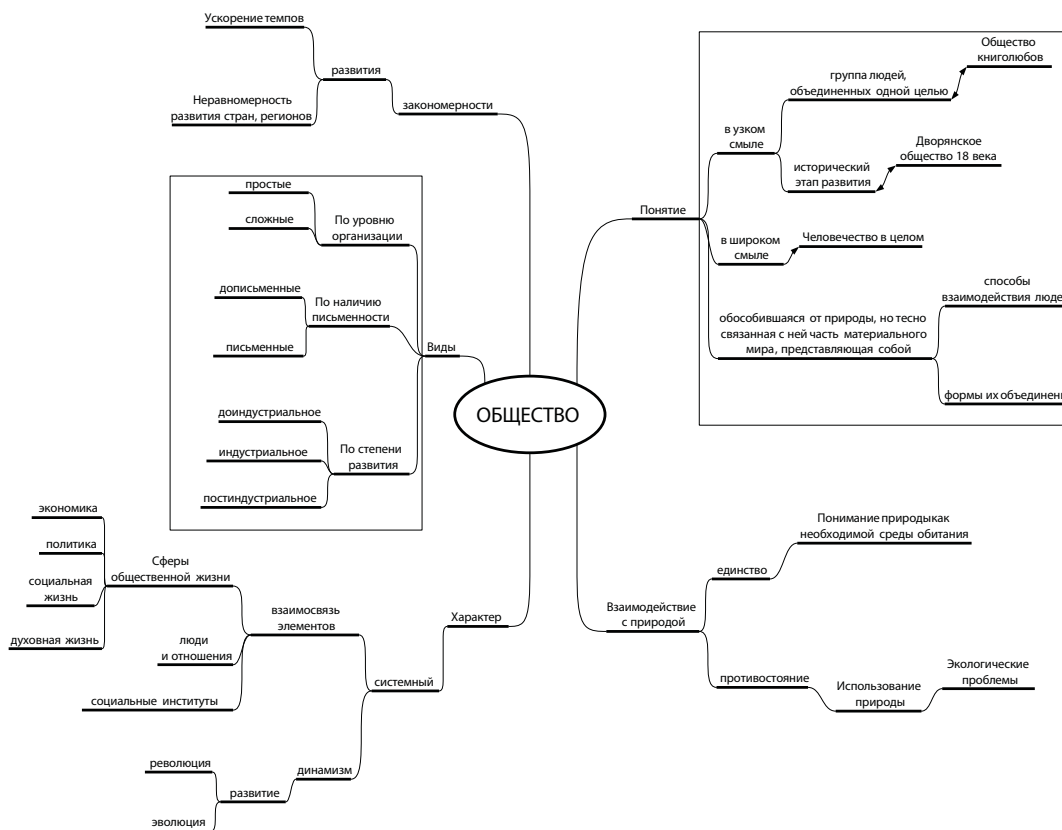 ОБЩЕСТВО
Ускорение темпов
развития
Неравномерность
развития стран, регионов
закономерности
простые
сложные
По уровню
организации
дописьменные
письменные
По наличию
письменности
Виды
доиндустриальное
индустриальное
постиндустриальное
По степени
развития
экономика
политика
социальная
жизнь
духовная жизнь
Сферы
общественной жизни
люди
и отношения
социальные институты
взаимосвязь
элементов
Характер
системный
динамизм
развитие
революция
эволюция
Понятие
в узком
смыле
группа людей,
объединенных одной целью
Общество
книголюбов
исторический
этап развития
Дворянское
общество 18 века
в широком
смыле
Человечество в целом
обособившаяся от природы, но тесно
связанная с ней часть материального
мира, представляющая собой
способы
взаимодействия люде
формы их объединени
Взаимодействие
с природой
единство
Понимание природыкак
необходимой среды обитания
противостояние
Использование
природы
Экологические
проблемы